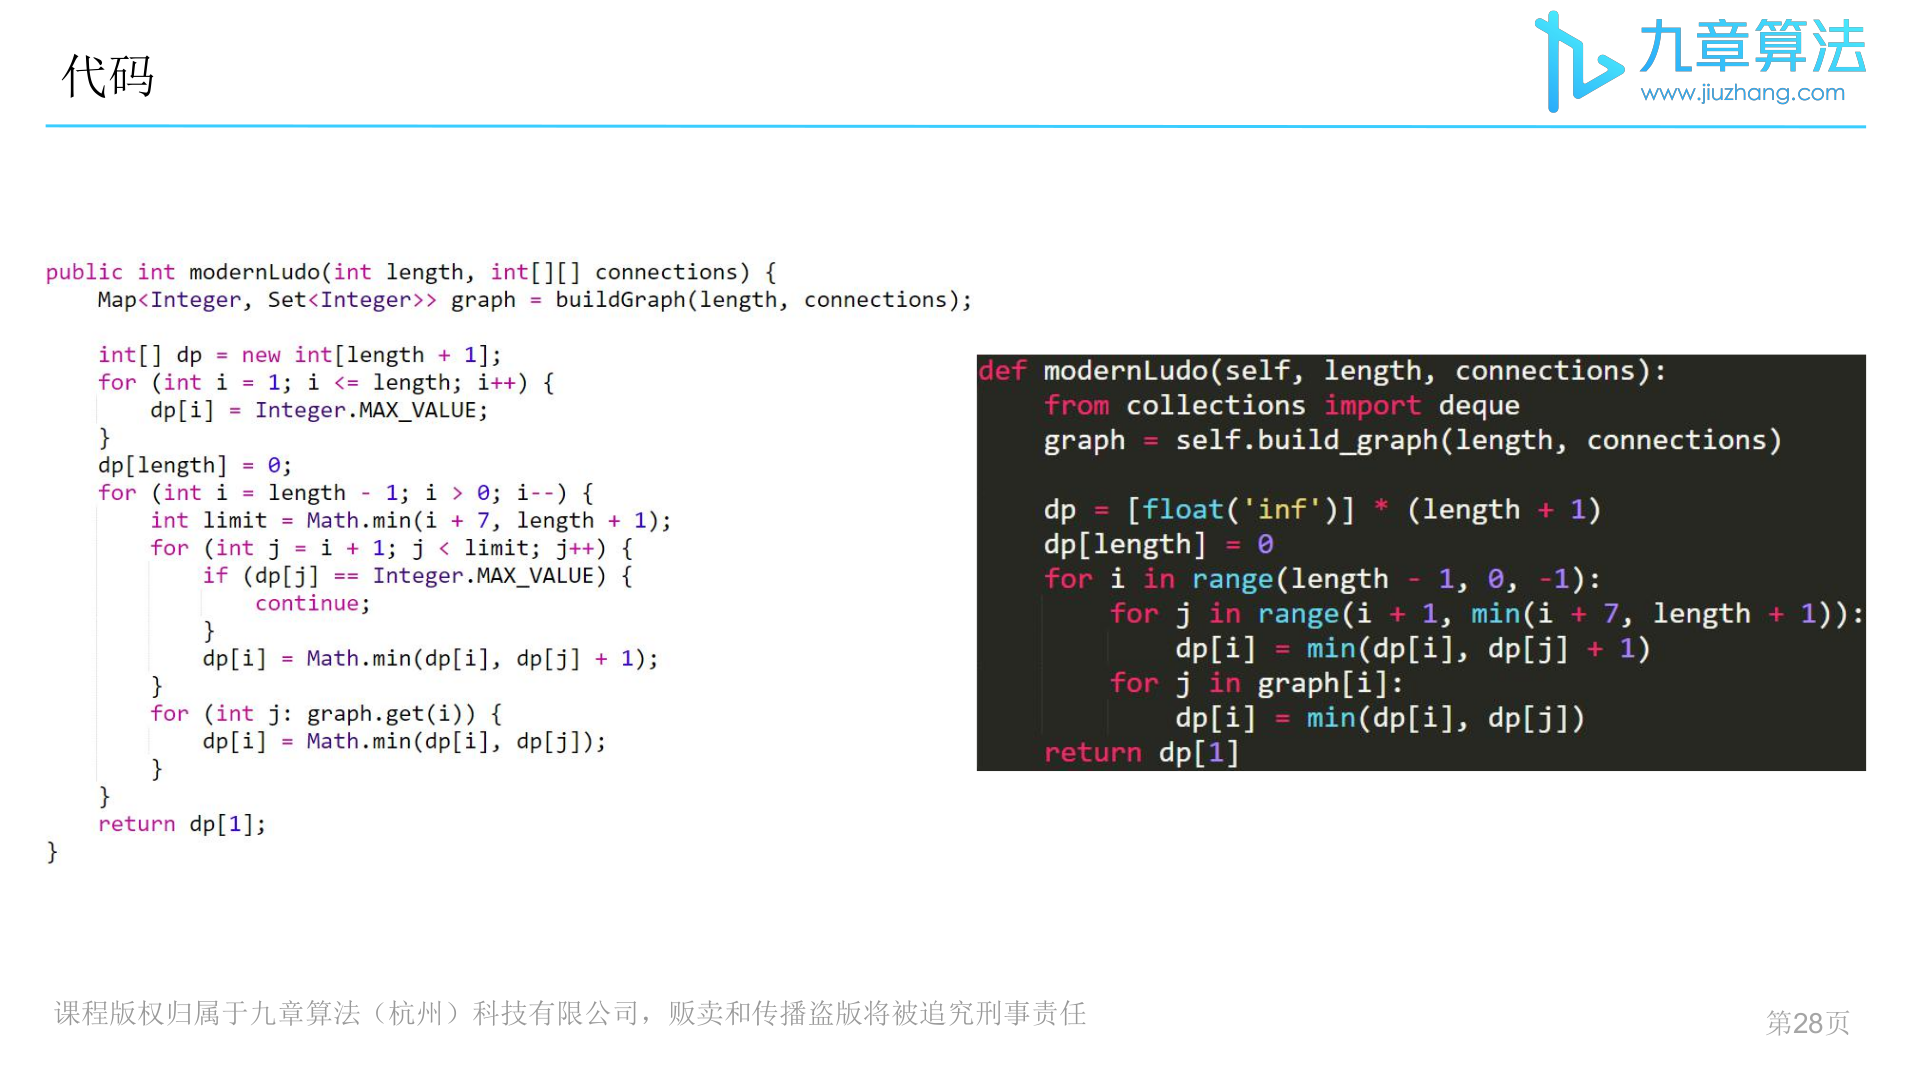 代码
九章算法
www.jiuzhang.com
public int modernLudo(int length, int[][] connections) {
    Map<Integer, Set<Integer>> graph = buildGraph(length, connections);

    int[] dp = new int[length + 1];
    for (int i = 1; i <= length; i++) {
        dp[i] = Integer.MAX_VALUE;
    }
    dp[length] = 0;
    for (int i = length - 1; i > 0; i--) {
        int limit = Math.min(i + 7, length + 1);
        for (int j = i + 1; j < limit; j++) {
            if (dp[j] == Integer.MAX_VALUE) {
                continue;
            }
            dp[i] = Math.min(dp[i], dp[j] + 1);
        }
        for (int j: graph.get(i)) {
            dp[i] = Math.min(dp[i], dp[j]);
        }
    }
    return dp[1];
}
def modernLudo(self, length, connections):
    from collections import deque
    graph = self.build_graph(length, connections)

    dp = [float('inf')] * (length + 1)
    dp[length] = 0
    for i in range(length - 1, 0, -1):
        for j in range(i + 1, min(i + 7, length + 1)):
            dp[i] = min(dp[i], dp[j] + 1)
        for j in graph[i]:
            dp[i] = min(dp[i], dp[j])
    return dp[1]
课程版权归属于九章算法（杭州）科技有限公司，贩卖和传播盗版将被追究刑事责任
第28页